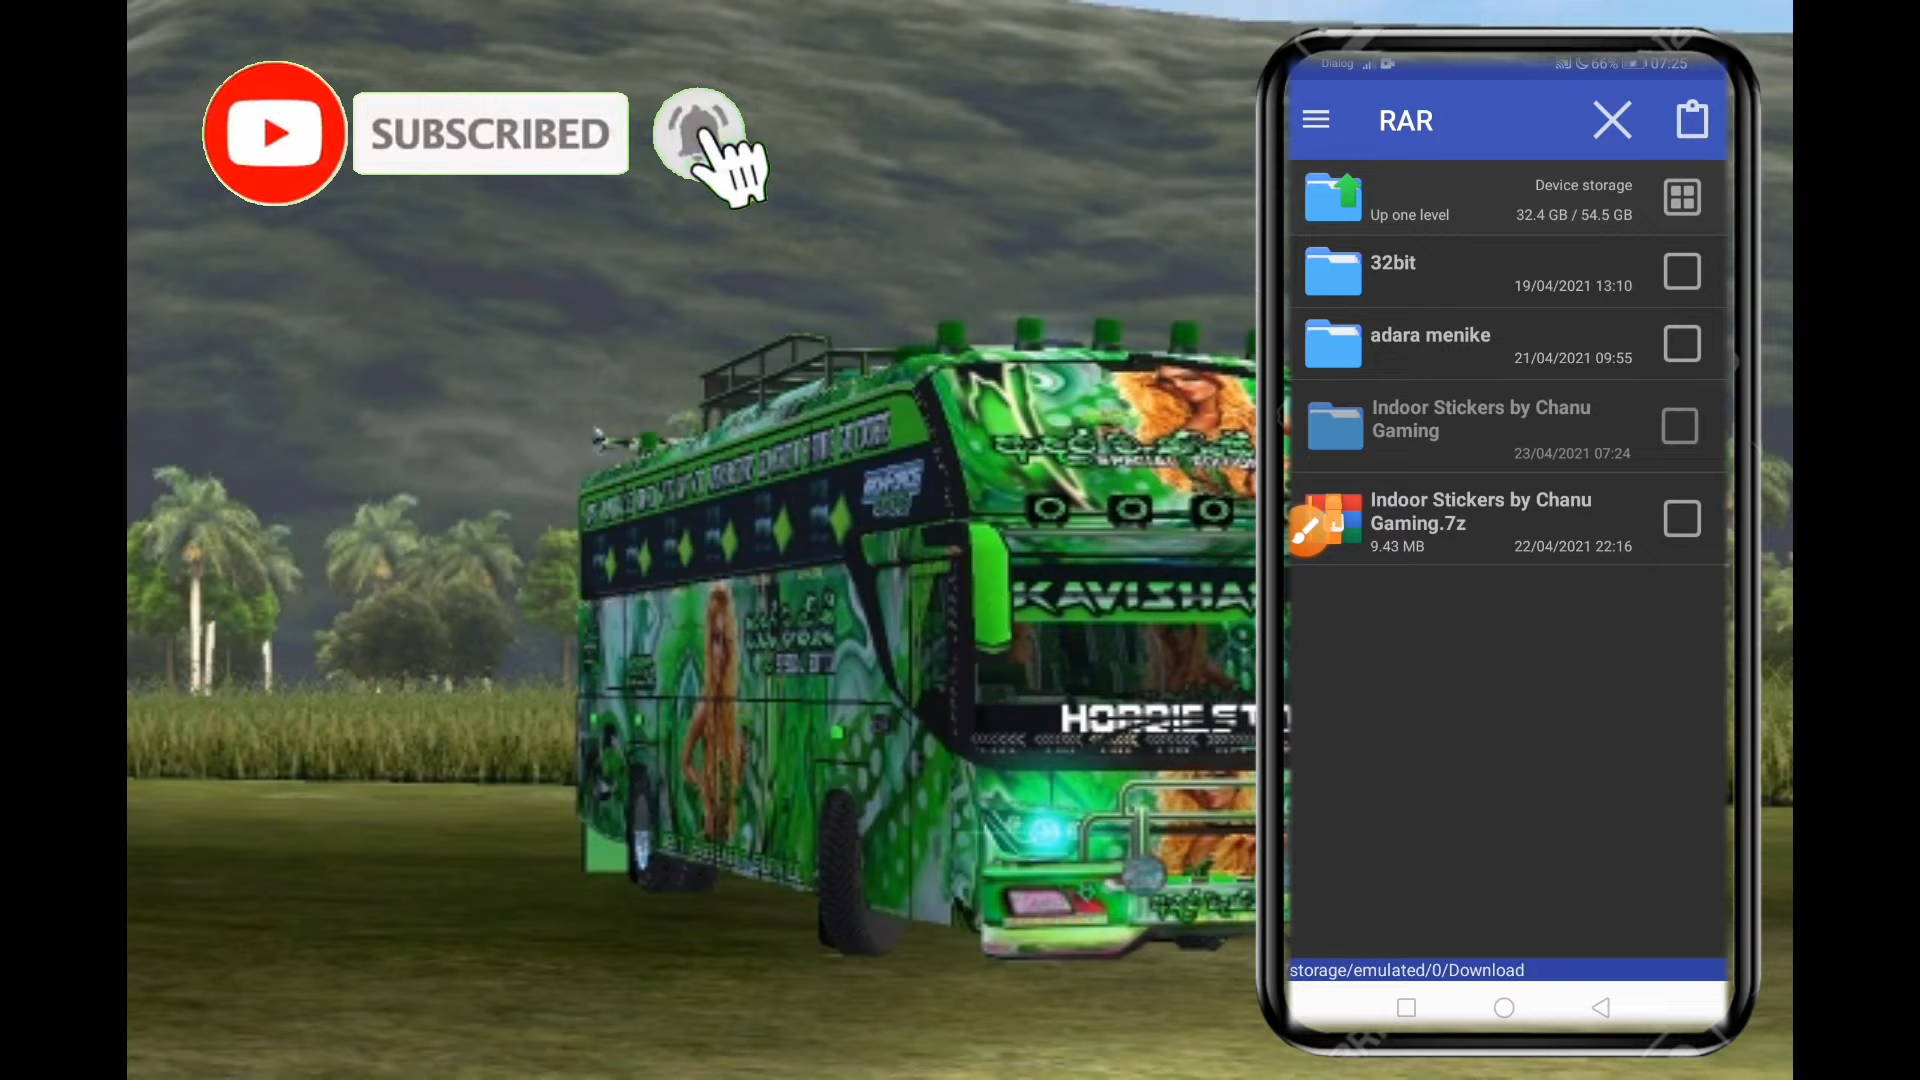 SUBSCRIBED
Dialog
66% 07:25
RAR
Device storage
Up one level
32.4 GB / 54.5 GB
32bit
19/04/2021 13:10
adara menike
21/04/2021 09:55
Indoor Stickers by Chanu
Gaming
23/04/2021 07:24
Indoor Stickers by Chanu
Gaming.7z
9.43 MB
22/04/2021 22:16
storage/emulated/0/Download
KAVISHA